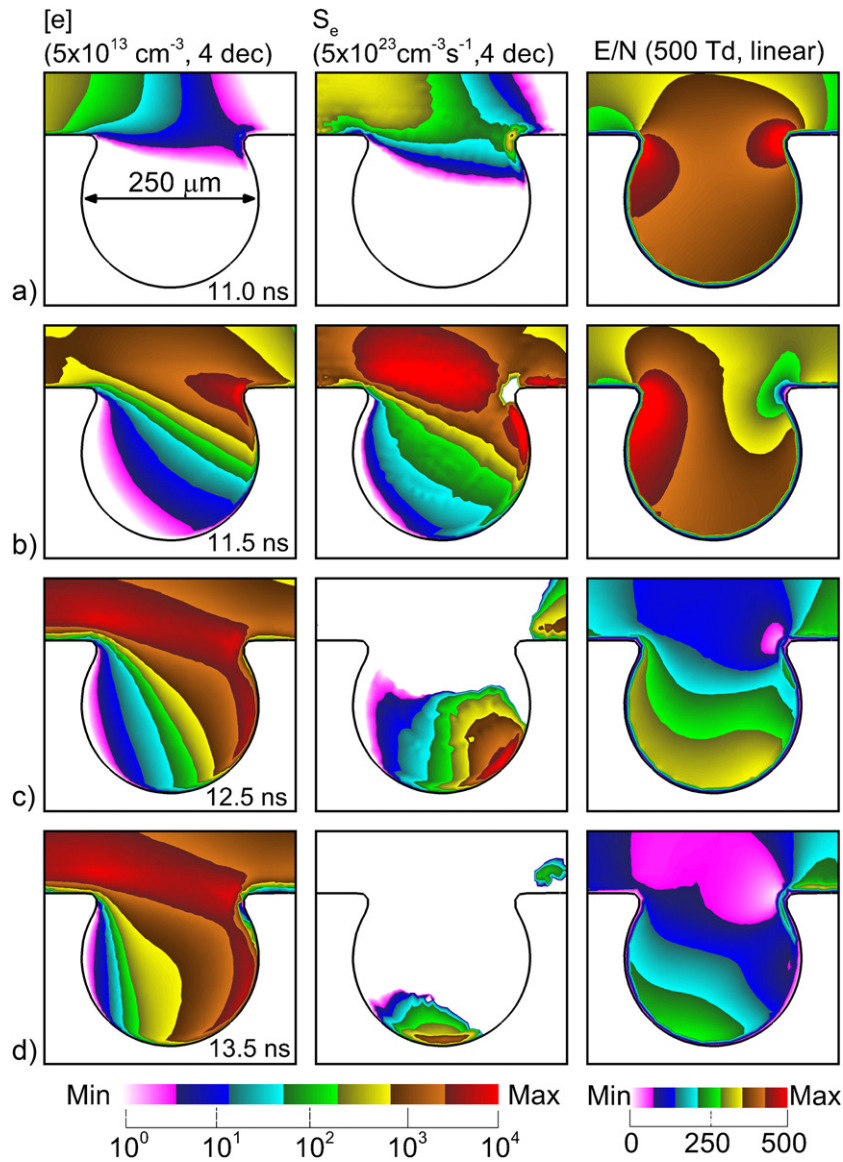 [e]
(5x10¹³ cm⁻³, 4 dec)
Sₑ
(5x10²³cm⁻³s⁻¹,4 dec)
E/N (500 Td, linear)
250 μm
11.0 ns
a)
11.5 ns
b)
12.5 ns
c)
13.5 ns
d)
Min Max
10⁰ 10¹ 10² 10³ 10⁴
Min Max
0 250 500